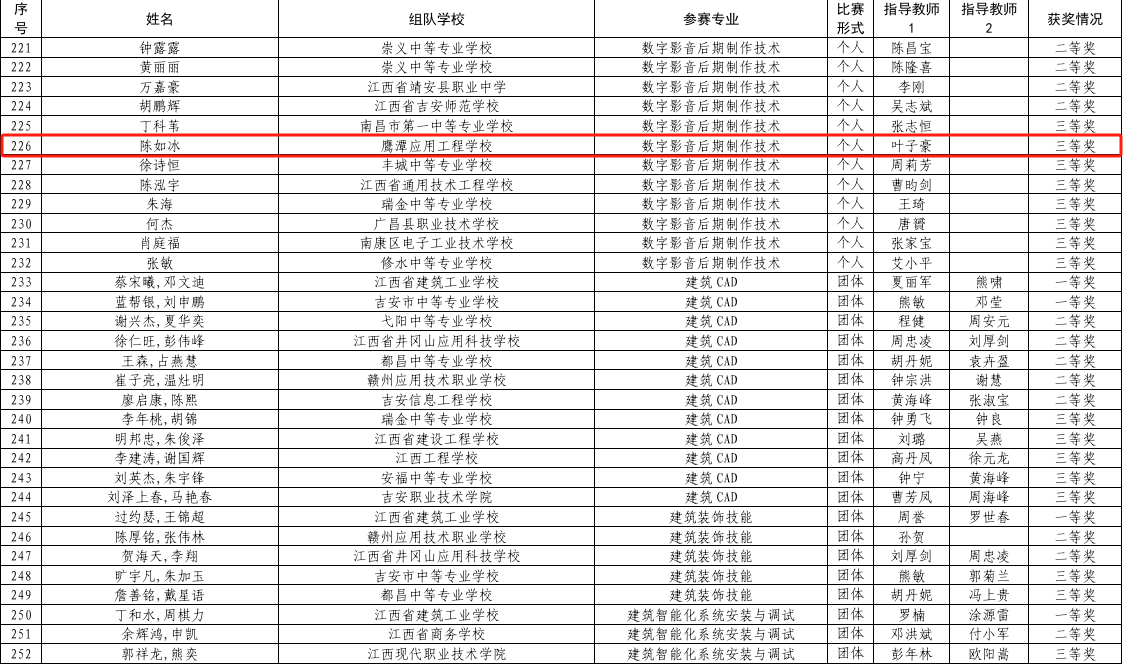 序号 姓名 组队学校 参赛专业 比赛形式 指导教师1 指导教师2 获奖情况
221 钟露露 崇义中等专业学校 数字影音后期制作技术 个人 陈昌宝 二等奖
222 黄丽丽 崇义中等专业学校 数字影音后期制作技术 个人 陈隆喜 二等奖
223 万嘉豪 江西省靖安县职业中学 数字影音后期制作技术 个人 李刚 二等奖
224 胡鹏辉 江西省吉安师范学校 数字影音后期制作技术 个人 吴志斌 二等奖
225 丁科苇 南昌市第一中等专业学校 数字影音后期制作技术 个人 张志恒 三等奖
226 陈如冰 鹰潭应用工程学校 数字影音后期制作技术 个人 叶子豪 三等奖
227 徐诗恒 丰城中等专业学校 数字影音后期制作技术 个人 周莉芳 三等奖
228 陈泓宇 江西省通用技术工程学校 数字影音后期制作技术 个人 曹昀剑 三等奖
229 朱海 瑞金中等专业学校 数字影音后期制作技术 个人 王琦 三等奖
230 何杰 广昌县职业技术学校 数字影音后期制作技术 个人 唐赟 三等奖
231 肖庭福 南康区电子工业技术学校 数字影音后期制作技术 个人 张家宝 三等奖
232 张敏 修水中等专业学校 数字影音后期制作技术 个人 艾小平 三等奖
233 蔡宋曦,邓文迪 江西省建筑工业学校 建筑CAD 团体 夏丽军 熊啸 一等奖
234 蓝帮银,刘申鹏 吉安市中等专业学校 建筑CAD 团体 熊敏 邓莹 一等奖
235 谢兴杰,夏华奕 弋阳中等专业学校 建筑CAD 团体 程健 周安元 二等奖
236 徐仁旺,彭伟峰 江西省井冈山应用科技学校 建筑CAD 团体 周忠凌 刘厚剑 二等奖
237 王森,占燕慧 都昌中等专业学校 建筑CAD 团体 胡丹妮 袁卉盈 二等奖
238 崔子亮,温灶明 赣州应用技术职业学校 建筑CAD 团体 钟宗洪 谢慧 二等奖
239 廖启康,陈熙 吉安信息工程学校 建筑CAD 团体 黄海峰 张淑宝 二等奖
240 李年桃,胡锦 瑞金中等专业学校 建筑CAD 团体 钟勇飞 钟良 三等奖
241 明邦忠,朱俊泽 江西省建设工程学校 建筑CAD 团体 刘璐 吴燕 三等奖
242 李建涛,谢国辉 江西工程学校 建筑CAD 团体 高丹凤 徐元龙 三等奖
243 刘英杰,朱宇锋 安福中等专业学校 建筑CAD 团体 钟宁 黄海峰 三等奖
244 刘泽上春,马艳春 吉安职业技术学院 建筑CAD 团体 曹芳凤 周海峰 三等奖
245 过约瑟,王锦超 江西省建筑工业学校 建筑装饰技能 团体 周誉 罗世春 一等奖
246 陈厚铭,张伟林 赣州应用技术职业学校 建筑装饰技能 团体 孙贺 二等奖
247 贺海天,李翔 江西省井冈山应用科技学校 建筑装饰技能 团体 刘厚剑 周忠凌 二等奖
248 旷宇凡,朱加玉 吉安市中等专业学校 建筑装饰技能 团体 熊敏 郭菊兰 三等奖
249 詹善铭,戴星语 都昌中等专业学校 建筑装饰技能 团体 胡丹妮 冯上贵 三等奖
250 丁和水,周棋力 江西省建筑工业学校 建筑智能化系统安装与调试 团体 罗楠 涂源雷 一等奖
251 余辉鸿,申凯 江西省商务学校 建筑智能化系统安装与调试 团体 邓洪斌 付小军 二等奖
252 郭祥龙,熊奕 江西现代职业技术学院 建筑智能化系统安装与调试 团体 彭年林 欧阳嵩 三等奖